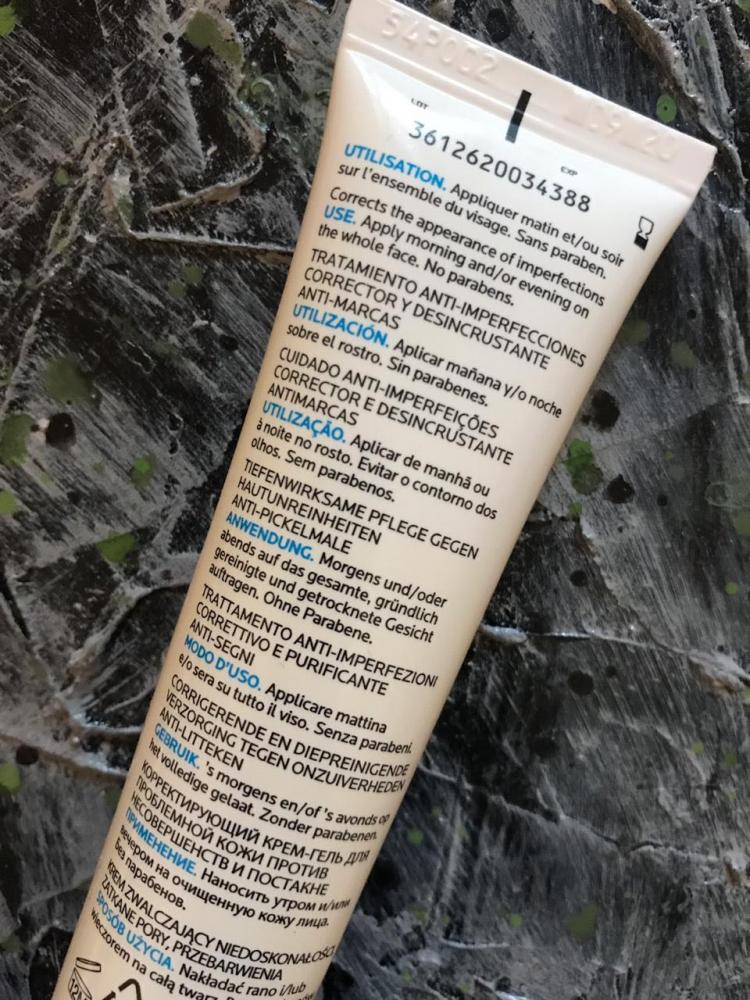 54P002
09.20
LOT
EXP
3612620034388
UTILISATION. Appliquer matin et/ou soir
sur l'ensemble du visage. Sans paraben.
Corrects the appearance of imperfections
USE. Apply morning and/or evening on
the whole face. No parabens.
TRATAMIENTO ANTI-IMPERFECCIONES
CORRECTOR Y DESINCRUSTANTE
ANTI-MARCAS
UTILIZACIÓN. Aplicar mañana y/o noche
sobre el rostro. Sin parabenes.
CUIDADO ANTI-IMPERFEIÇÕES
CORRECTOR E DESINCRUSTANTE
ANTIMARCAS
UTILIZAÇÃO. Aplicar de manhã ou
à noite no rosto. Evitar o contorno dos
olhos. Sem parabenos.
TIEFENWIRKSAME PFLEGE GEGEN
HAUTUNREINHEITEN
ANTI-PICKELMALE
ANWENDUNG. Morgens und/oder
abends auf das gesamte, gründlich
gereinigte und getrocknete Gesicht
auftragen. Ohne Parabene.
TRATTAMENTO ANTI-IMPERFEZIONI
CORRETTIVO E PURIFICANTE
ANTI-SEGNI
MODO D'USO. Applicare mattina
e/o sera su tutto il viso. Senza parabeni.
CORRIGERENDE EN DIEPREINIGENDE
VERZORGING TEGEN ONZUIVERHEDEN
ANTI-LITTEKEN
GEBRUIK. 's morgens en/of 's avonds op
het volledige gelaat. Zonder parabenen.
КОРРЕКТИРУЮЩИЙ КРЕМ-ГЕЛЬ ДЛЯ
ПРОБЛЕМНОЙ КОЖИ ПРОТИВ
НЕСОВЕРШЕНСТВ И ПОСТАКНЕ
ПРИМЕНЕНИЕ. Наносить утром и/или
вечером на очищенную кожу лица.
Без парабенов.
KREM ZWALCZAJĄCY NIEDOSKONAŁOŚCI,
ZATKANE PORY, PRZEBARWIENIA
SPOSÓB UŻYCIA. Nakładać rano i/lub
wieczorem na całą twarz.